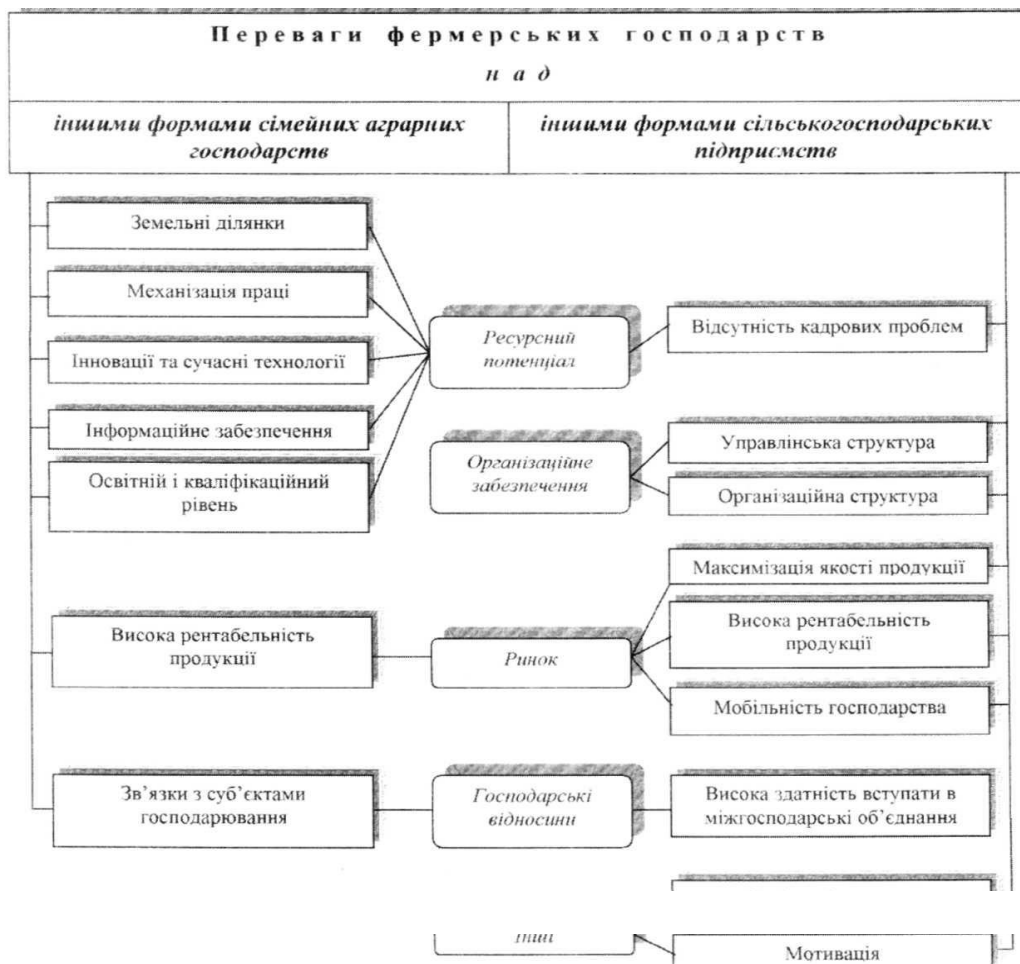 Переваги фермерських господарств
над
іншими формами сімейних аграрних
господарств
іншими формами сільськогосподарських
підприємств
Земельні ділянки
Механізація праці
Інновації та сучасні технології
Інформаційне забезпечення
Освітній і кваліфікаційний
рівень
Висока рентабельність
продукції
Зв’язки з суб’єктами
господарювання
Ресурсний
потенціал
Організаційне
забезпечення
Ринок
Господарські
відносини
Інші
Відсутність кадрових проблем
Управлінська структура
Організаційна структура
Максимізація якості продукції
Висока рентабельність
продукції
Мобільність господарства
Висока здатність вступати в
міжгосподарські об’єднання
Мотивація